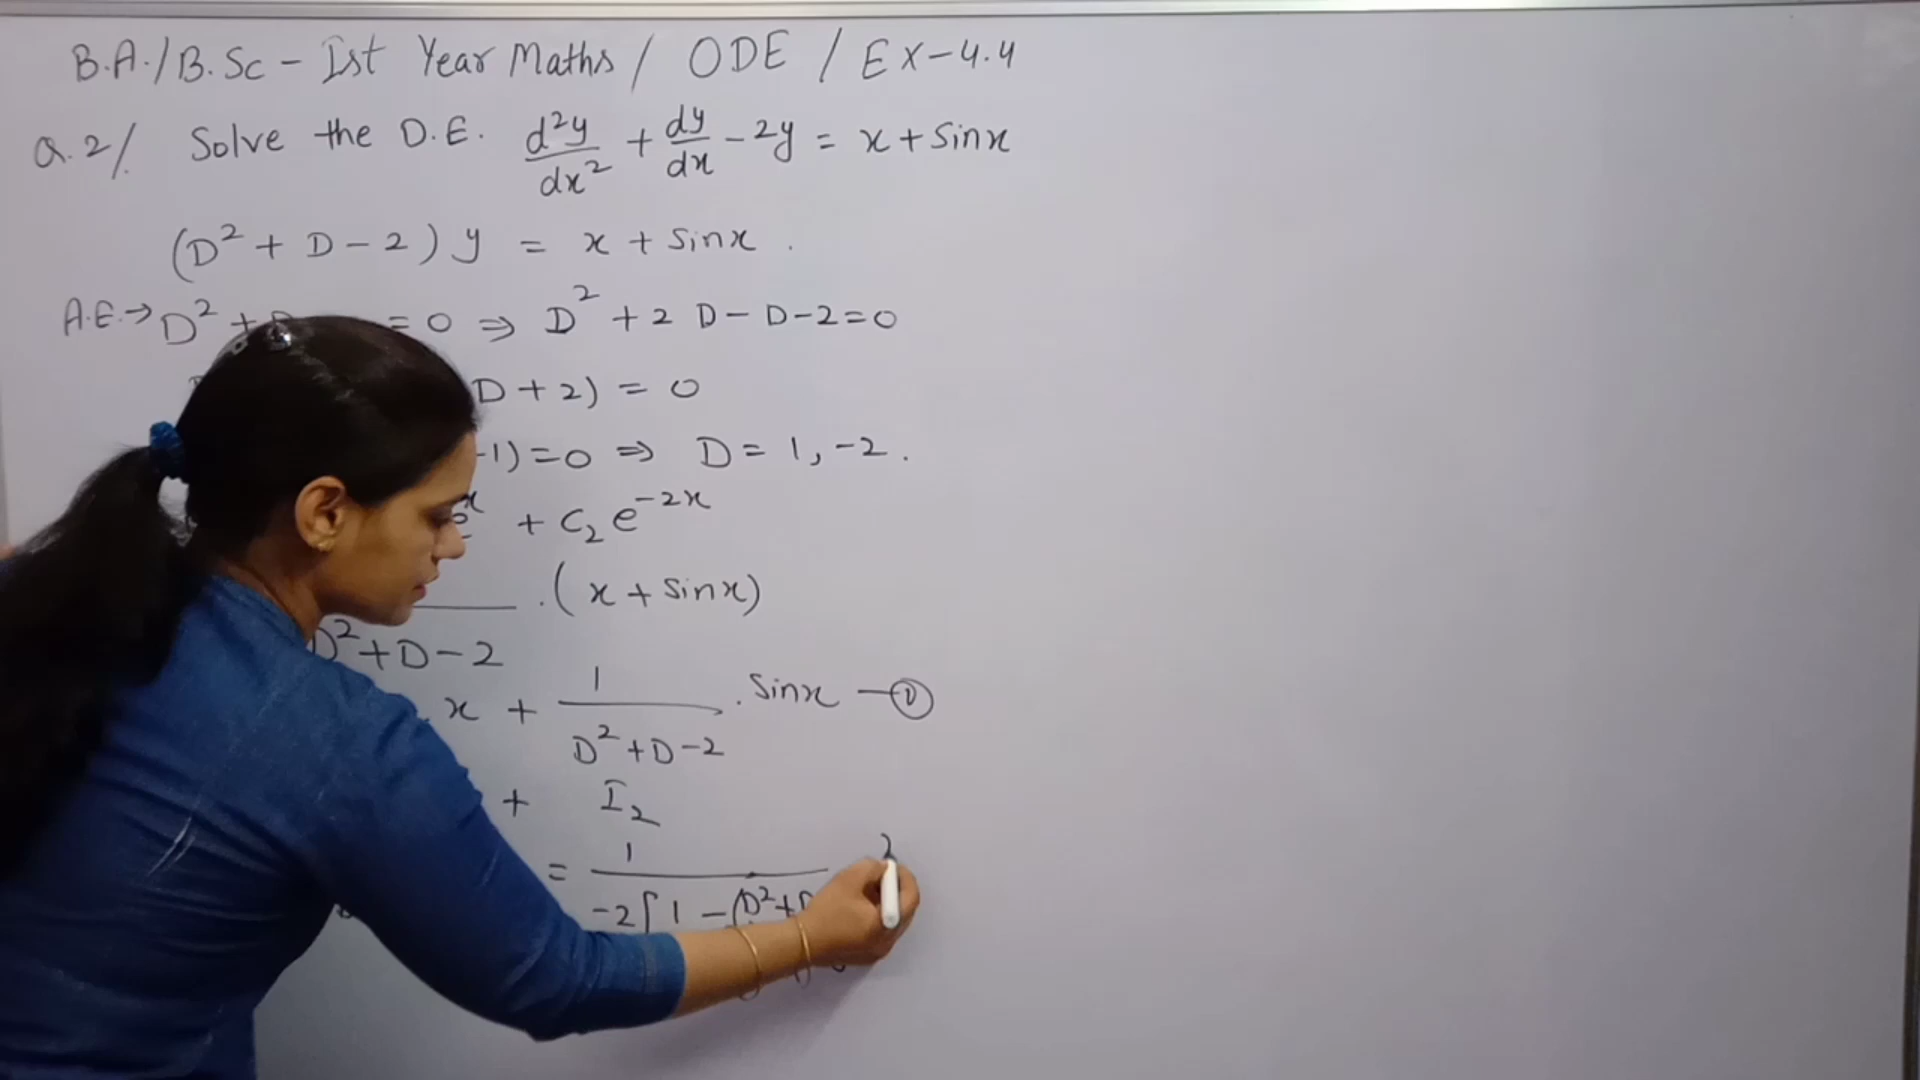 B.A./B.Sc - Ist Year Maths / ODE / EX-4.4
Q.2/. Solve the D.E. d²y/dx² + dy/dx - 2y = x + Sinx
(D² + D - 2) y = x + Sinx .
A.E. → D² + = 0 ⇒ D² + 2 D - D - 2 = 0
D + 2) = 0
-1) = 0 ⇒ D = 1, -2 .
x + C₂ e^-2x
. (x + Sinx)
D² + D - 2
. x + 1/(D² + D - 2) . Sinx — ①
+ I₂
= 1
-2 [ 1 - (D² +